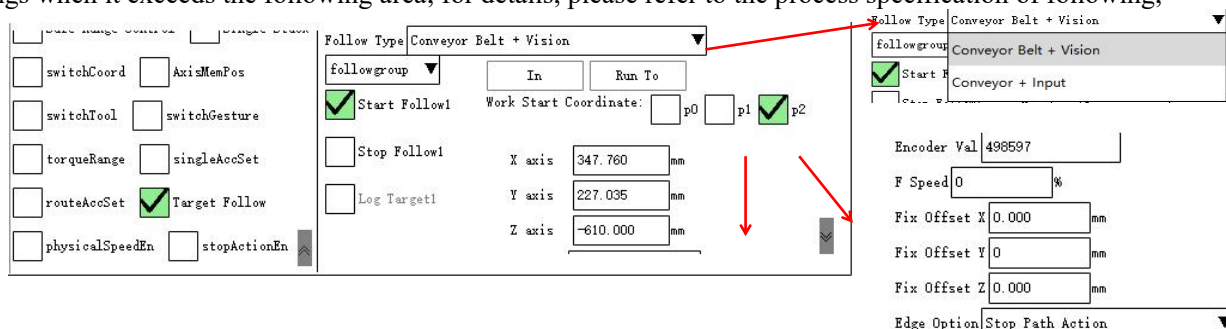 ngs when it exceeds the following area; for details, please refer to the process specification of following;
switchCoord AxisMemPos
switchTool switchGesture
torqueRange singleAccSet
routeAccSet Target Follow
physicalSpeedEn stopActionEn
Follow Type Conveyor Belt + Vision
followgroup In Run To
Start Follow1 Work Start Coordinate: p0 p1 p2
Stop Follow1 X axis 347.760 mm
Log Target1 Y axis 227.035 mm
Z axis -610.000 mm
Follow Type Conveyor Belt + Vision
followgroup Conveyor Belt + Vision
Start F Conveyor + Input
Encoder Val 498597
F Speed 0 %
Fix Offset X 0.000 mm
Fix Offset Y 0 mm
Fix Offset Z 0.000 mm
Edge Option Stop Path Action